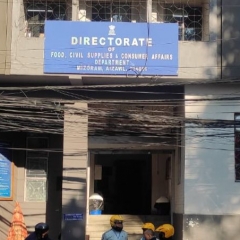 DIRECTORATE
OF
FOOD, CIVIL SUPPLIES & CONSUMER AFFAIRS
DEPARTMENT
MIZORAM, AIZAWL